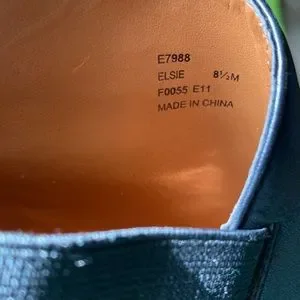 E7988
ELSIE 8½M
F0055 E11
MADE IN CHINA